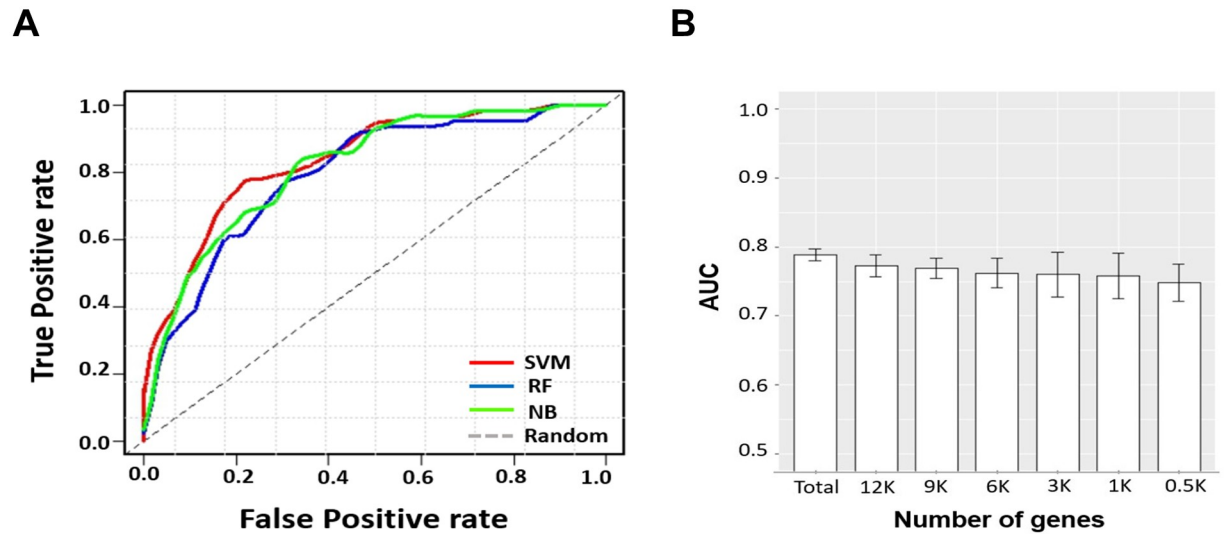 A
True Positive rate
1.0
0.8
0.6
0.4
0.2
0.0
SVM
RF
NB
Random
0.0 0.2 0.4 0.6 0.8 1.0
False Positive rate
B
AUC
1.0
0.9
0.8
0.7
0.6
0.5
Total 12K 9K 6K 3K 1K 0.5K
Number of genes